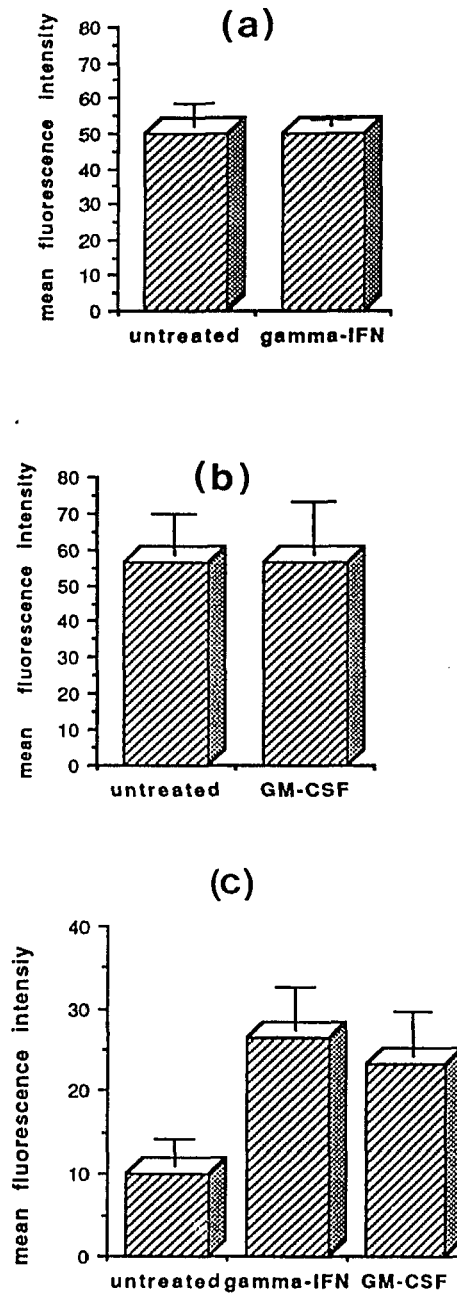 (a)
mean fluorescence intensity
80
70
60
50
40
30
20
10
0
untreated gamma-IFN
(b)
mean fluorescence intensity
80
70
60
50
40
30
20
10
0
untreated GM-CSF
(c)
mean fluorescence intensiy
40
30
20
10
0
untreated gamma-IFN GM-CSF